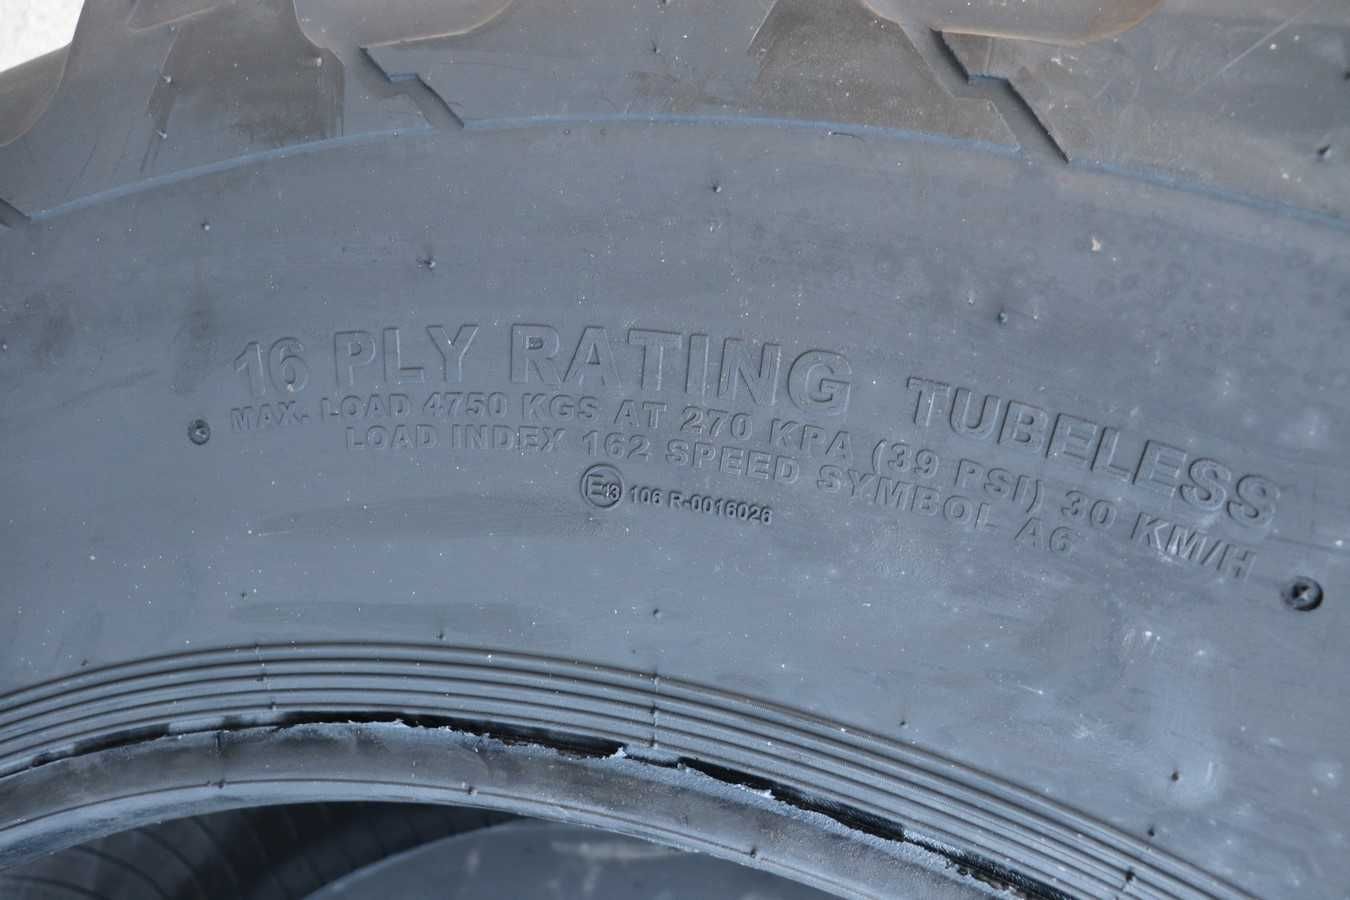 16 PLY RATING TUBELESS
MAX. LOAD 4750 KGS AT 270 KPA (39 PSI) 30 KM/H
LOAD INDEX 162 SPEED SYMBOL A6
E13 106 R-0016026